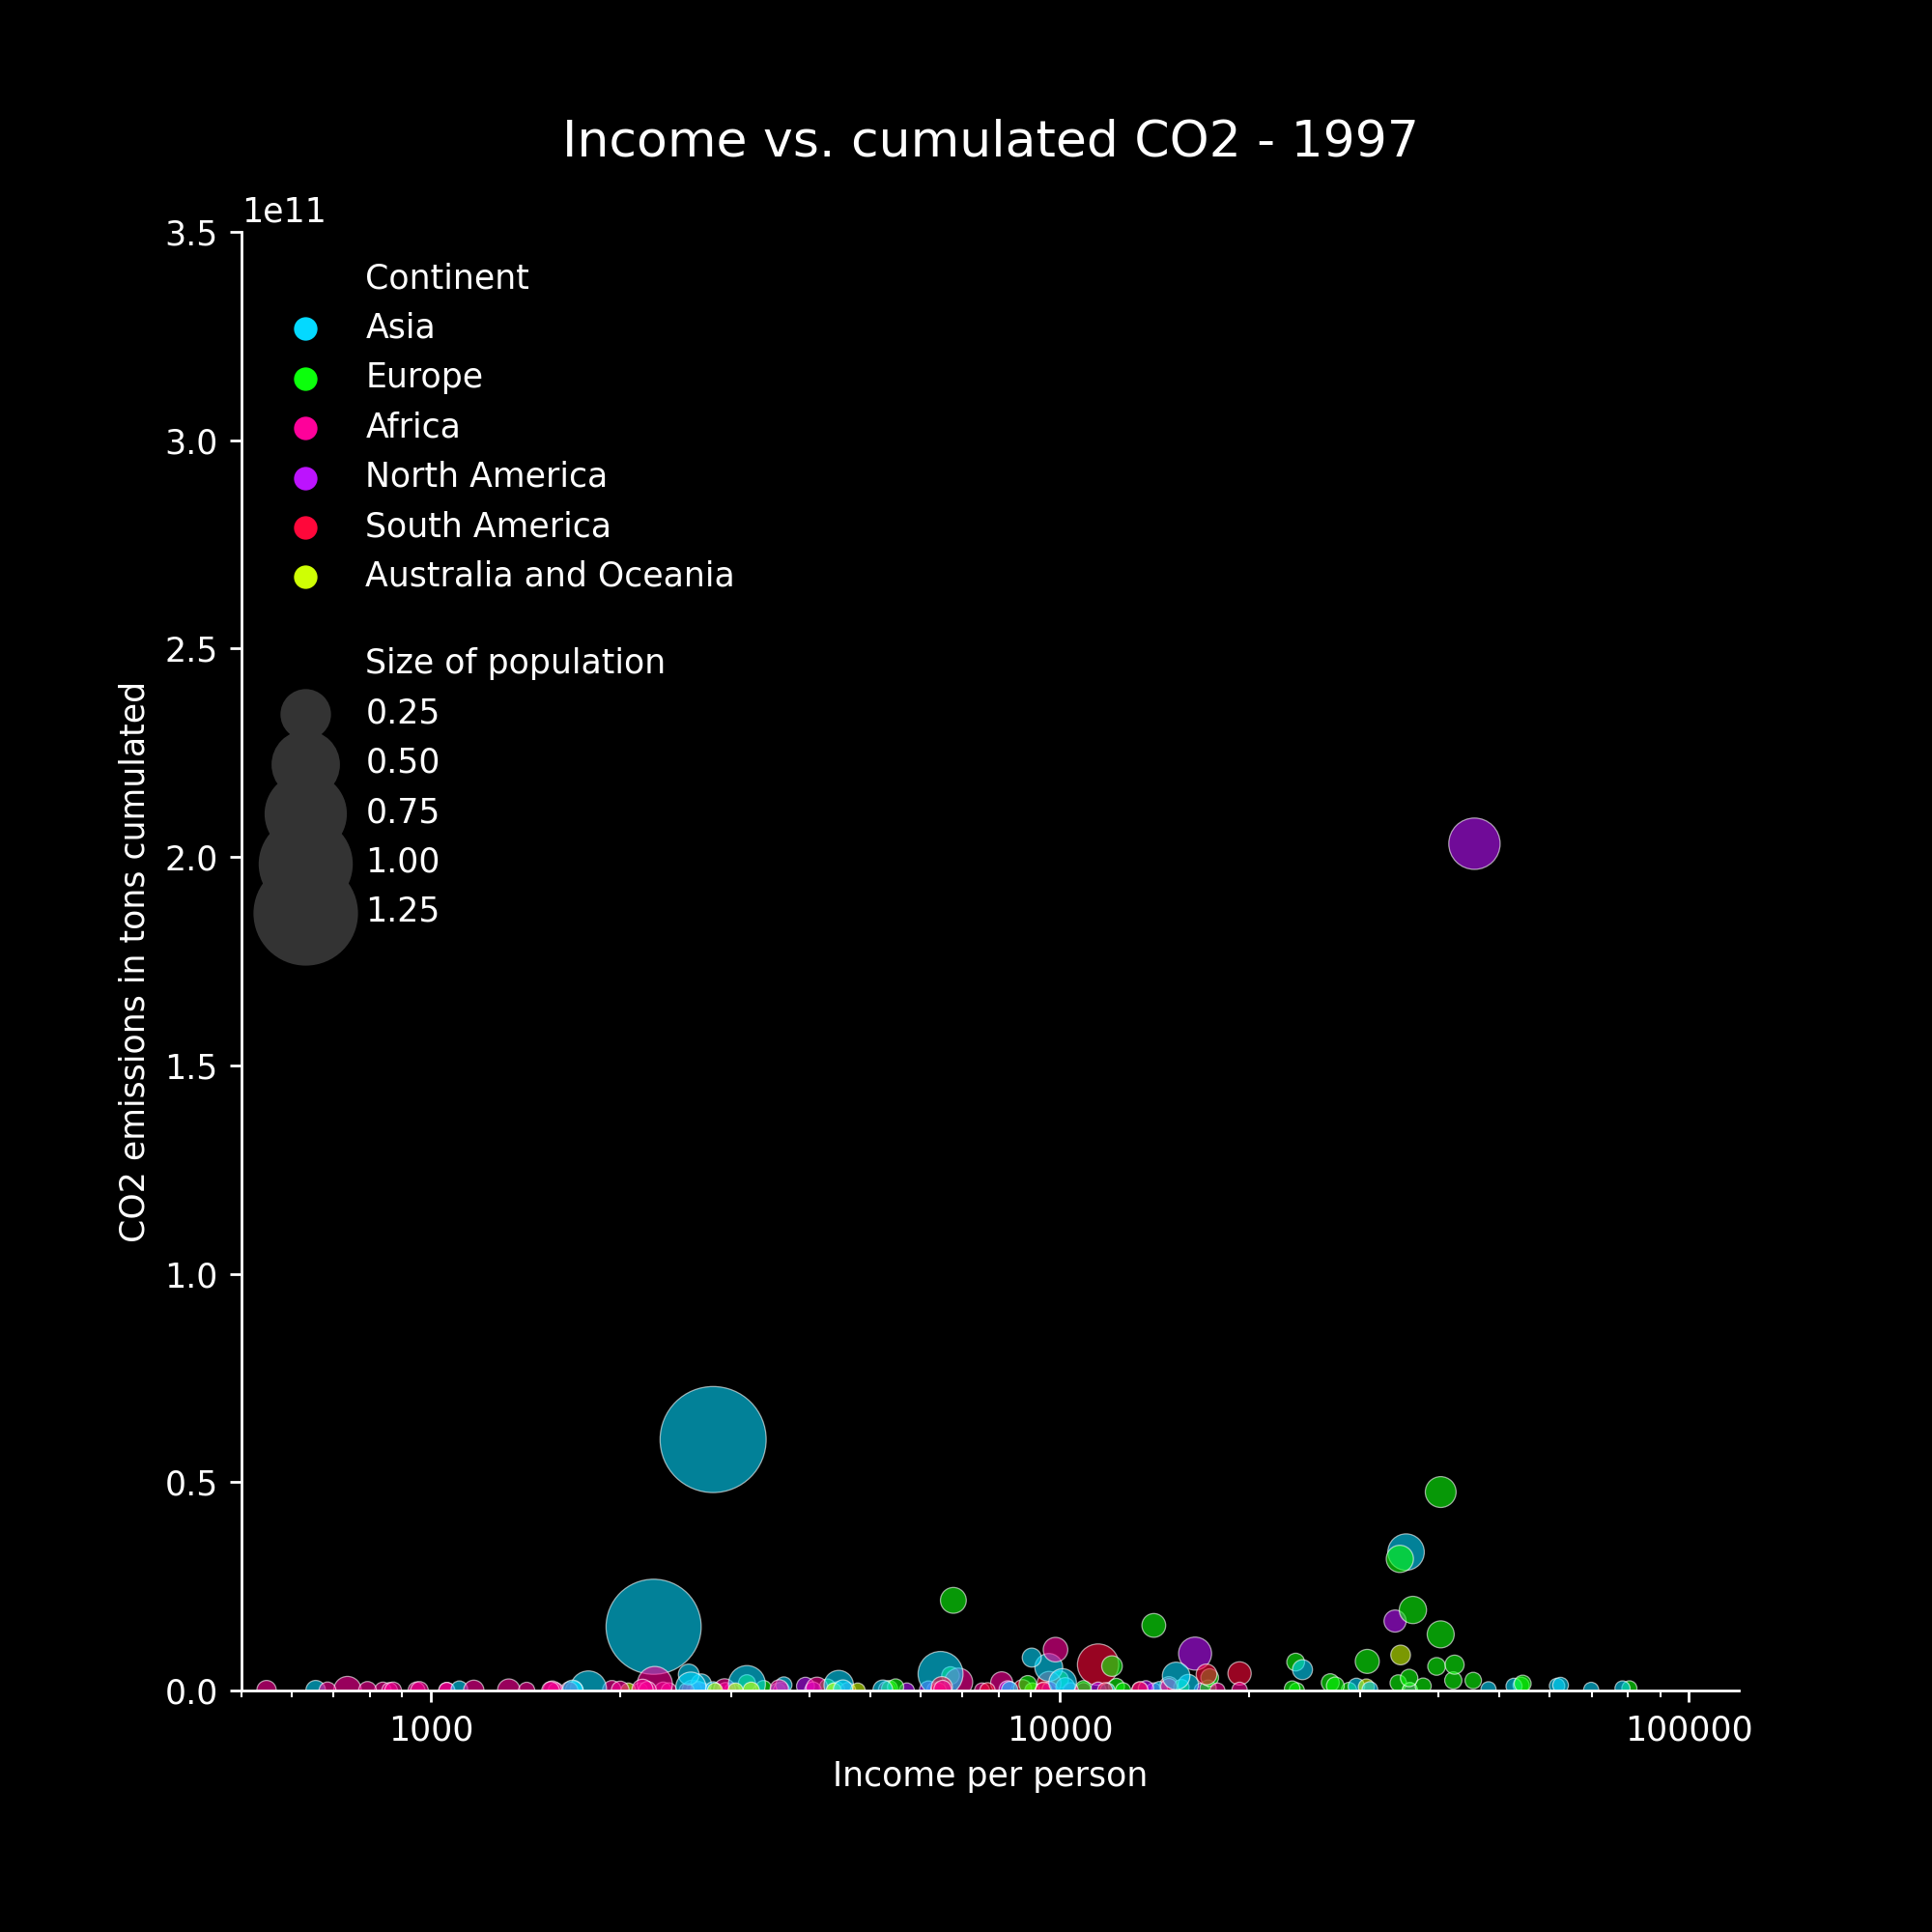 Income vs. cumulated CO2 - 1997
1e11
3.5
3.0
2.5
2.0
1.5
1.0
0.5
0.0
CO2 emissions in tons cumulated
Continent
Asia
Europe
Africa
North America
South America
Australia and Oceania
Size of population
0.25
0.50
0.75
1.00
1.25
1000 10000 100000
Income per person